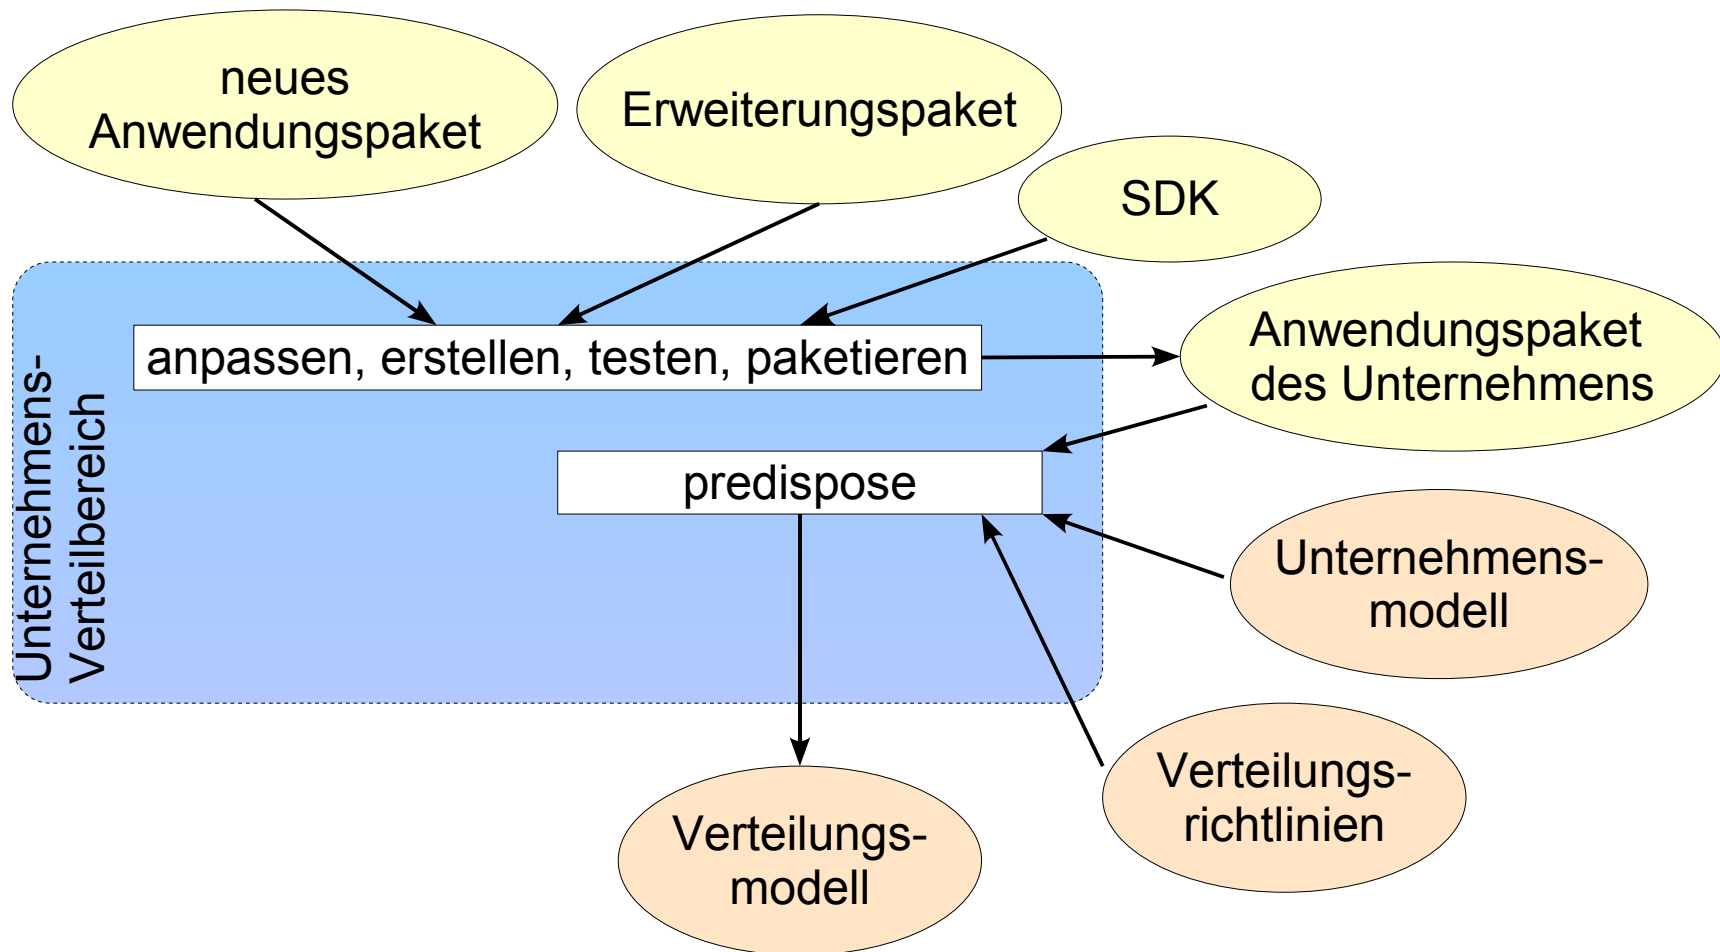 neues
Anwendungspaket
Erweiterungspaket
SDK
anpassen, erstellen, testen, paketieren
Anwendungspaket
des Unternehmens
Unternehmens-
Verteilbereich
predispose
Unternehmens-
modell
Verteilungs-
richtlinien
Verteilungs-
modell